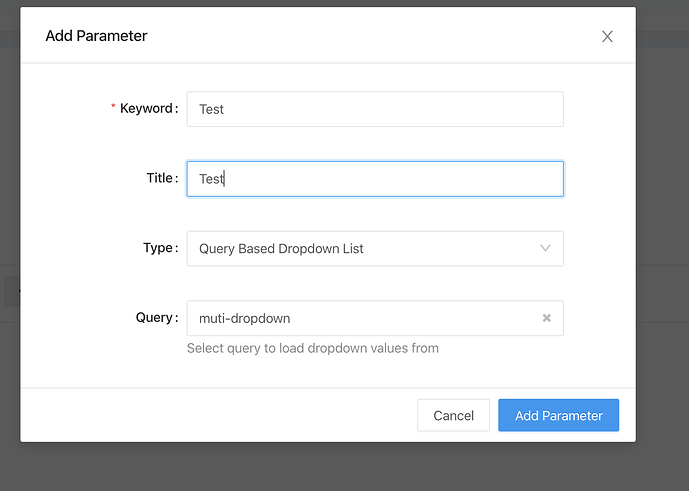 Add Parameter
* Keyword :
Test
Title :
Test
Type :
Query Based Dropdown List
Query :
muti-dropdown
Select query to load dropdown values from
Cancel
Add Parameter